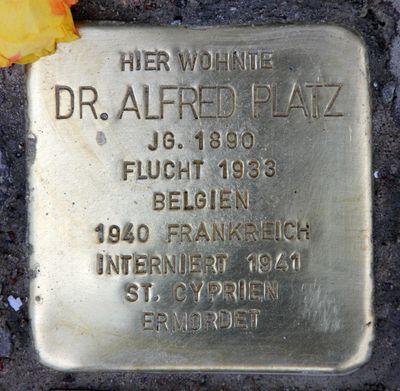 HIER WOHNTE
DR. ALFRED PLATZ
JG. 1890
FLUCHT 1933
BELGIEN
1940 FRANKREICH
INTERNIERT 1941
ST. CYPRIEN
ERMORDET